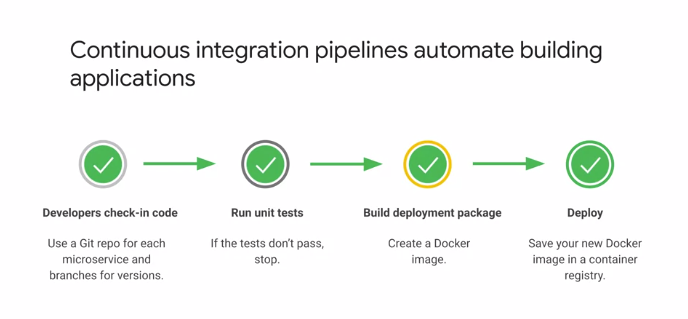 Continuous integration pipelines automate building
applications
Developers check-in code
Use a Git repo for each
microservice and
branches for versions.
Run unit tests
If the tests don't pass,
stop.
Build deployment package
Create a Docker
image.
Deploy
Save your new Docker
image in a container
registry.